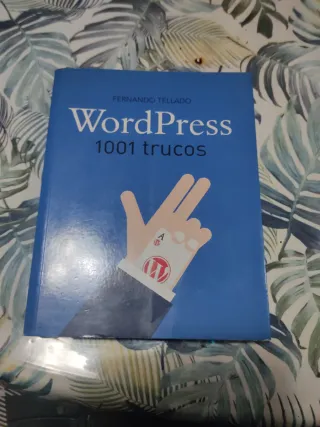 FERNANDO TELLADO
WordPress
1001 trucos
A
W